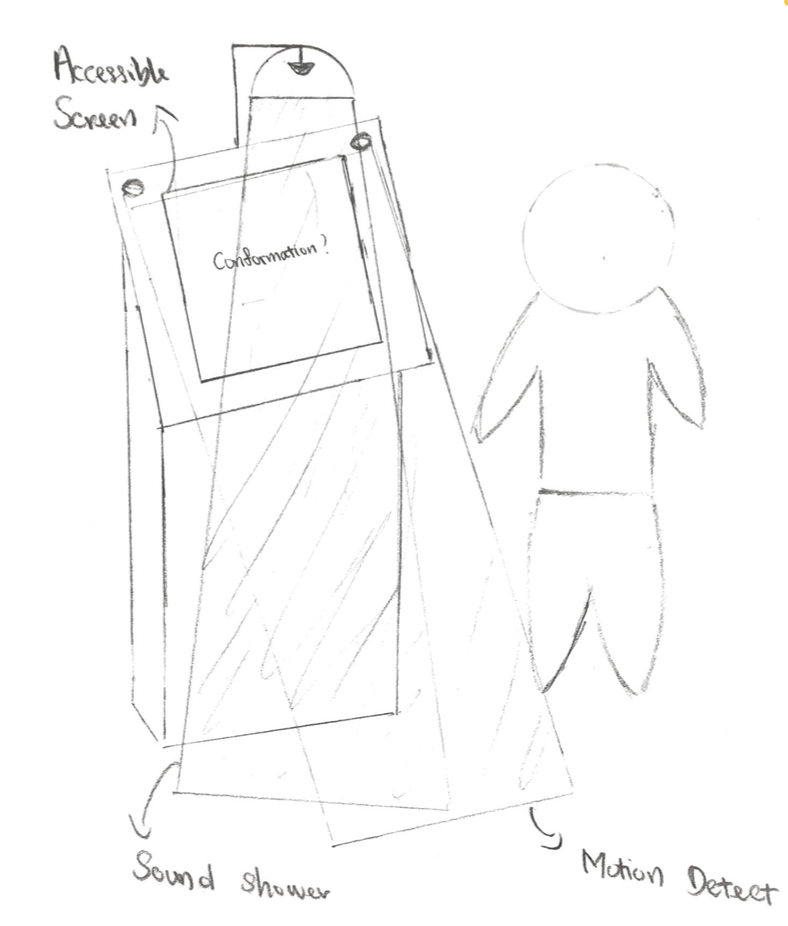 Accessible
Screen
Conformation?
Sound shower
Motion Detect